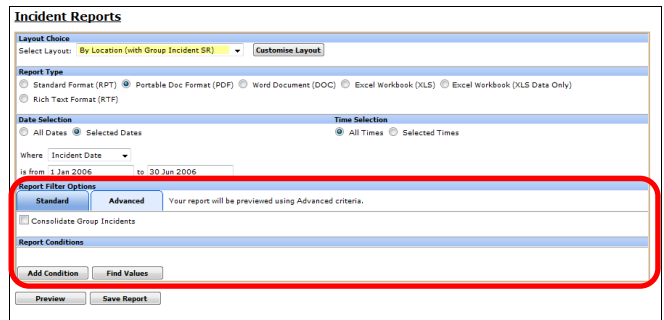 Incident Reports
Layout Choice
Select Layout: By Location (with Group Incident SR) Customise Layout
Report Type
Standard Format (RPT) Portable Doc Format (PDF) Word Document (DOC) Excel Workbook (XLS) Excel Workbook (XLS Data Only)
Rich Text Format (RTF)
Date Selection Time Selection
All Dates Selected Dates All Times Selected Times
Where Incident Date
is from 1 Jan 2006 to 30 Jun 2006
Report Filter Options
Standard Advanced Your report will be previewed using Advanced criteria.
Consolidate Group Incidents
Report Conditions
Add Condition Find Values
Preview Save Report